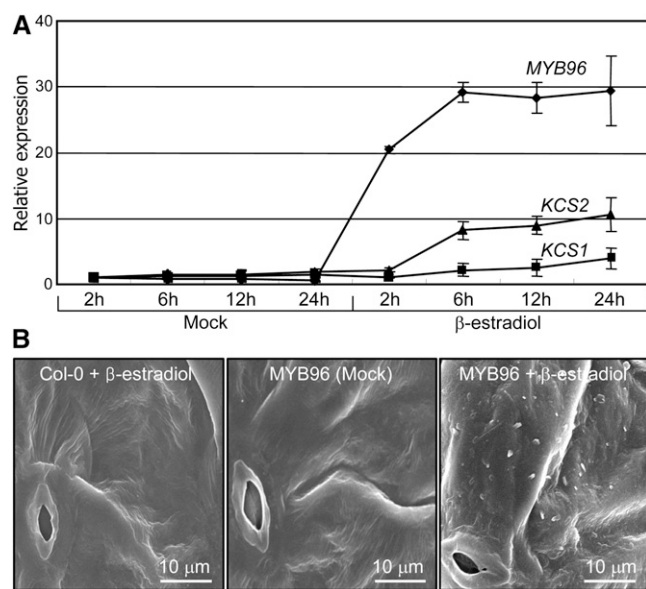 A
Relative expression
40
30
20
10
0
MYB96
KCS2
KCS1
2h 6h 12h 24h 2h 6h 12h 24h
Mock β-estradiol
B
Col-0 + β-estradiol MYB96 (Mock) MYB96 + β-estradiol
10 μm 10 μm 10 μm